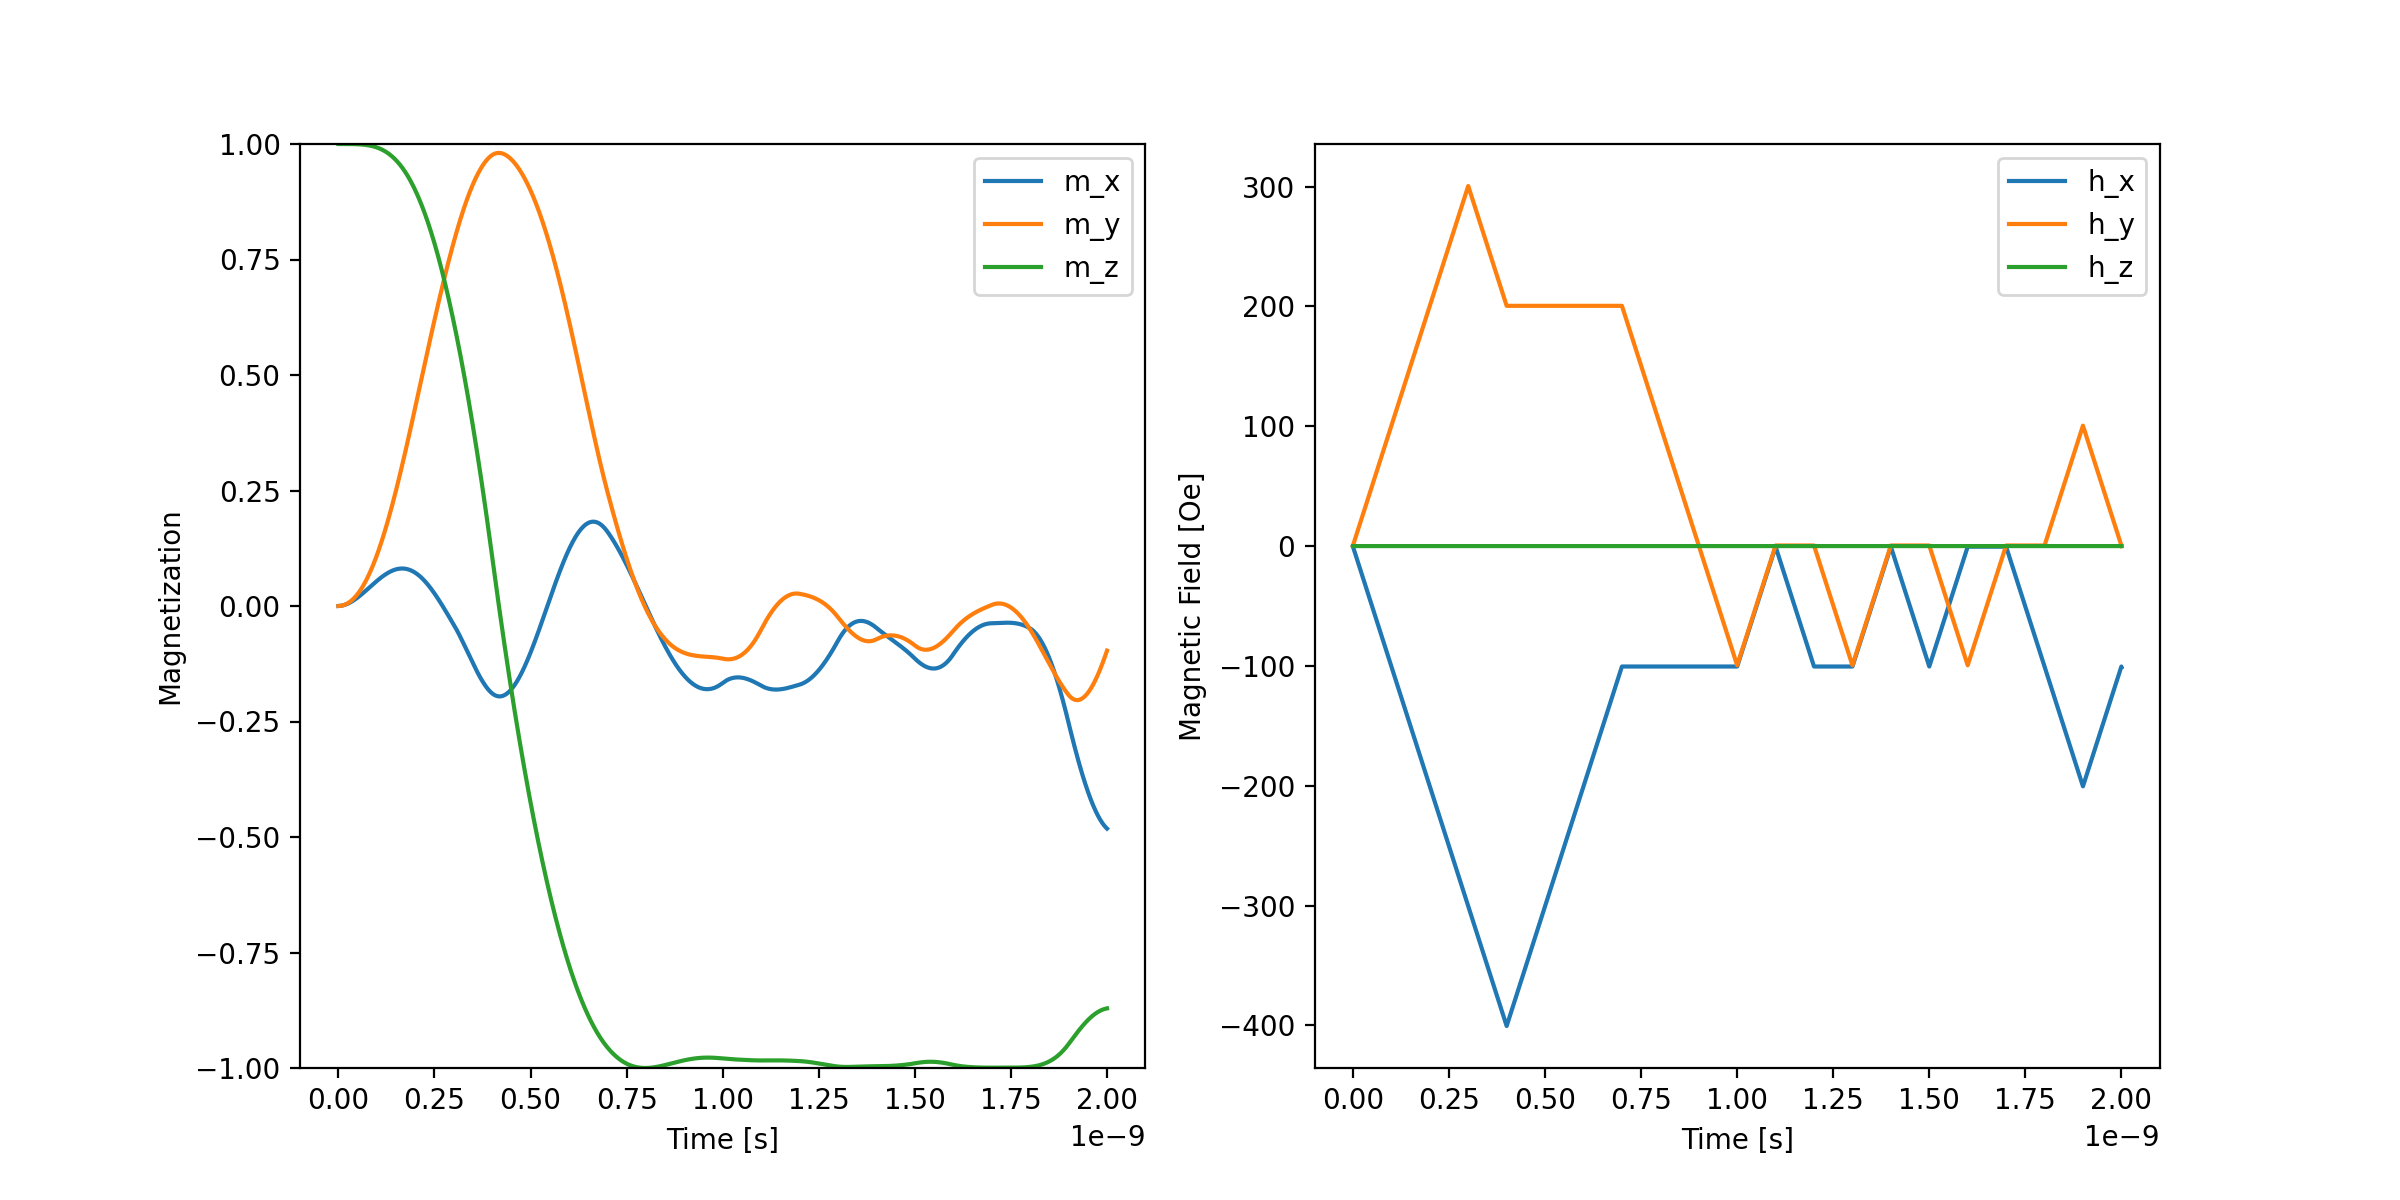 Magnetization
1.00
0.75
0.50
0.25
0.00
−0.25
−0.50
−0.75
−1.00
m_x
m_y
m_z
0.00 0.25 0.50 0.75 1.00 1.25 1.50 1.75 2.00
Time [s]
1e−9
Magnetic Field [Oe]
300
200
100
0
−100
−200
−300
−400
h_x
h_y
h_z
0.00 0.25 0.50 0.75 1.00 1.25 1.50 1.75 2.00
Time [s]
1e−9